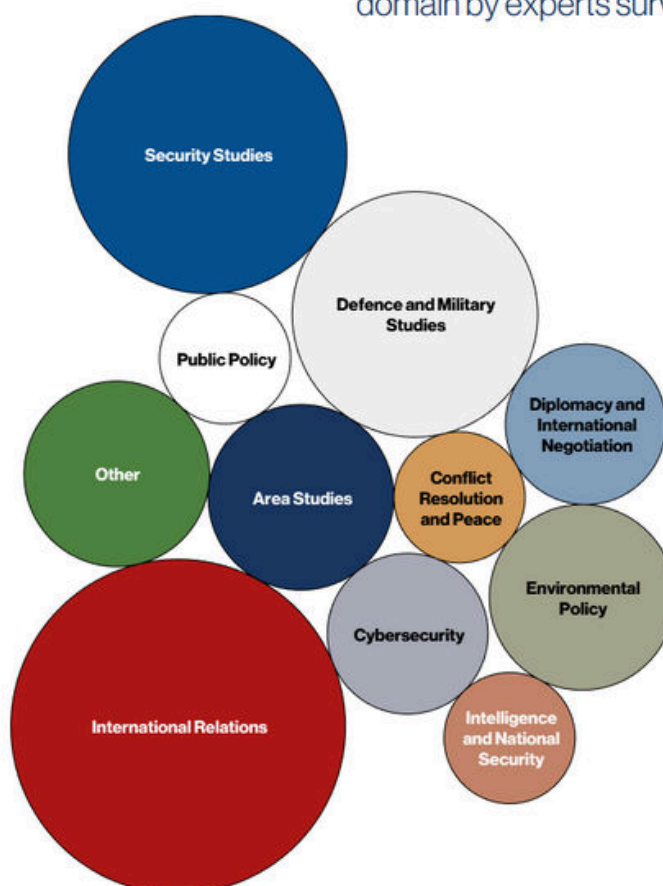 domain by experts surv
Security Studies
Defence and Military
Studies
Public Policy
Diplomacy and
International
Negotiation
Other
Area Studies
Conflict
Resolution
and Peace
Environmental
Policy
Cybersecurity
International Relations
Intelligence
and National
Security